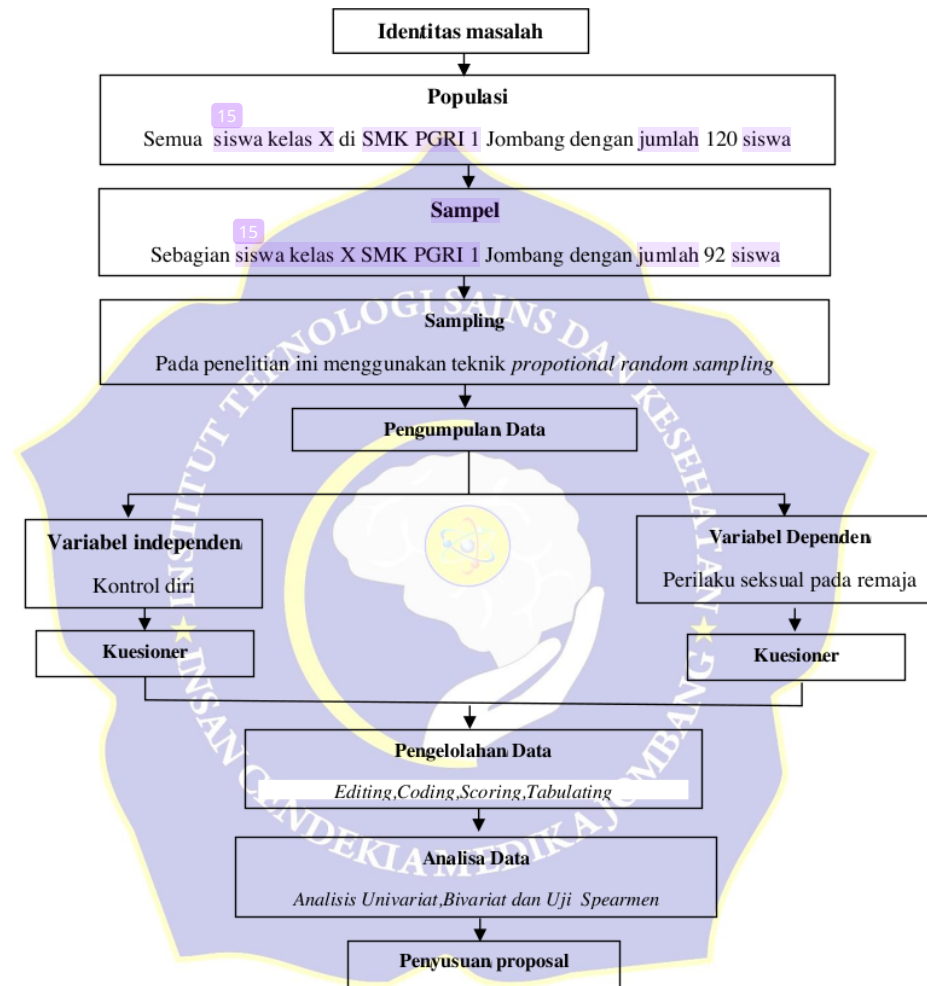 Identitas masalah
Populasi
15
Semua siswa kelas X di SMK PGRI 1 Jombang dengan jumlah 120 siswa
Sampel
15
Sebagian siswa kelas X SMK PGRI 1 Jombang dengan jumlah 92 siswa
Sampling
Pada penelitian ini menggunakan teknik propotional random sampling
Pengumpulan Data
Variabel independen
Kontrol diri
Variabel Dependen
Perilaku seksual pada remaja
Kuesioner
Kuesioner
Pengelolahan Data
Editing,Coding,Scoring,Tabulating
Analisa Data
Analisis Univariat,Bivariat dan Uji Spearmen
Penyusuan proposal
INSTITUT TEKNOLOGI SAINS DAN KESEHATAN
INSAN CENDEKIA MEDIKA JOMBANG